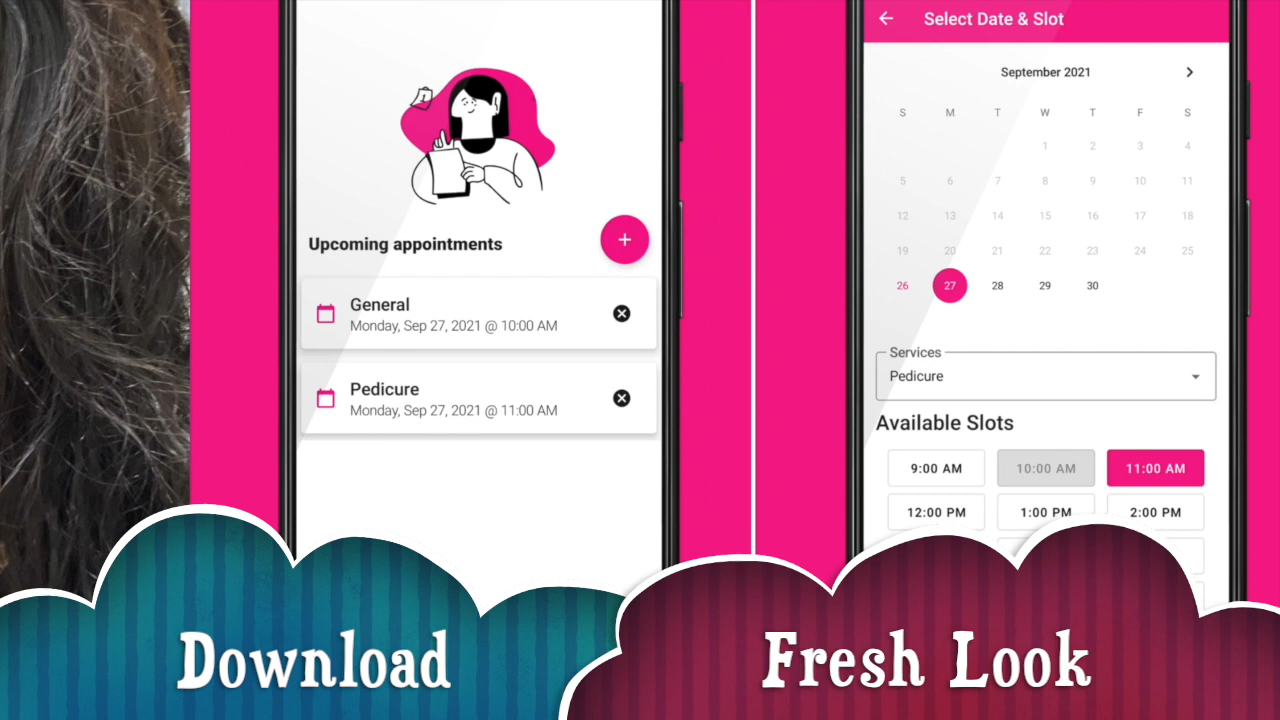 Upcoming appointments
+
General
Monday, Sep 27, 2021 @ 10:00 AM
Pedicure
Monday, Sep 27, 2021 @ 11:00 AM
Select Date & Slot
September 2021
S M T W T F S
1 2 3 4
5 6 7 8 9 10 11
12 13 14 15 16 17 18
19 20 21 22 23 24 25
26 27 28 29 30
Services
Pedicure
Available Slots
9:00 AM 10:00 AM 11:00 AM
12:00 PM 1:00 PM 2:00 PM
Download
Fresh Look